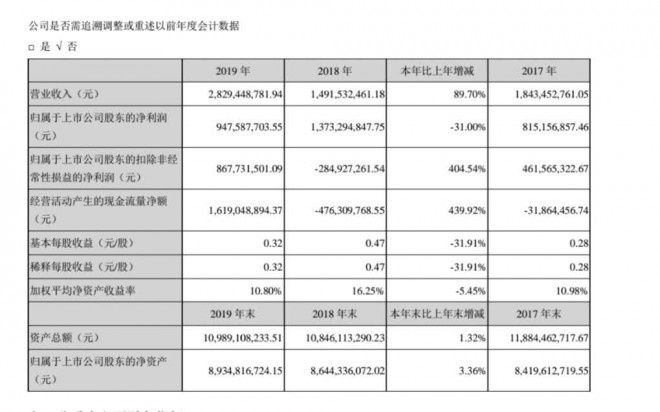 公司是否需追溯调整或重述以前年度会计数据
□ 是 √ 否
2019 年 2018 年 本年比上年增减 2017 年
营业收入（元） 2,829,448,781.94 1,491,532,461.18 89.70% 1,843,452,761.05
归属于上市公司股东的净利润
（元） 947,587,703.55 1,373,294,847.75 -31.00% 815,156,857.46
归属于上市公司股东的扣除非经
常性损益的净利润（元） 867,731,501.09 -284,927,261.54 404.54% 461,565,322.67
经营活动产生的现金流量净额
（元） 1,619,048,894.37 -476,309,768.55 439.92% -31,864,456.74
基本每股收益（元/股） 0.32 0.47 -31.91% 0.28
稀释每股收益（元/股） 0.32 0.47 -31.91% 0.28
加权平均净资产收益率 10.80% 16.25% -5.45% 10.98%
2019 年末 2018 年末 本年末比上年末增减 2017 年末
资产总额（元） 10,989,108,233.51 10,846,113,290.23 1.32% 11,884,462,717.67
归属于上市公司股东的净资产
（元） 8,934,816,724.15 8,644,336,072.02 3.36% 8,419,612,719.55